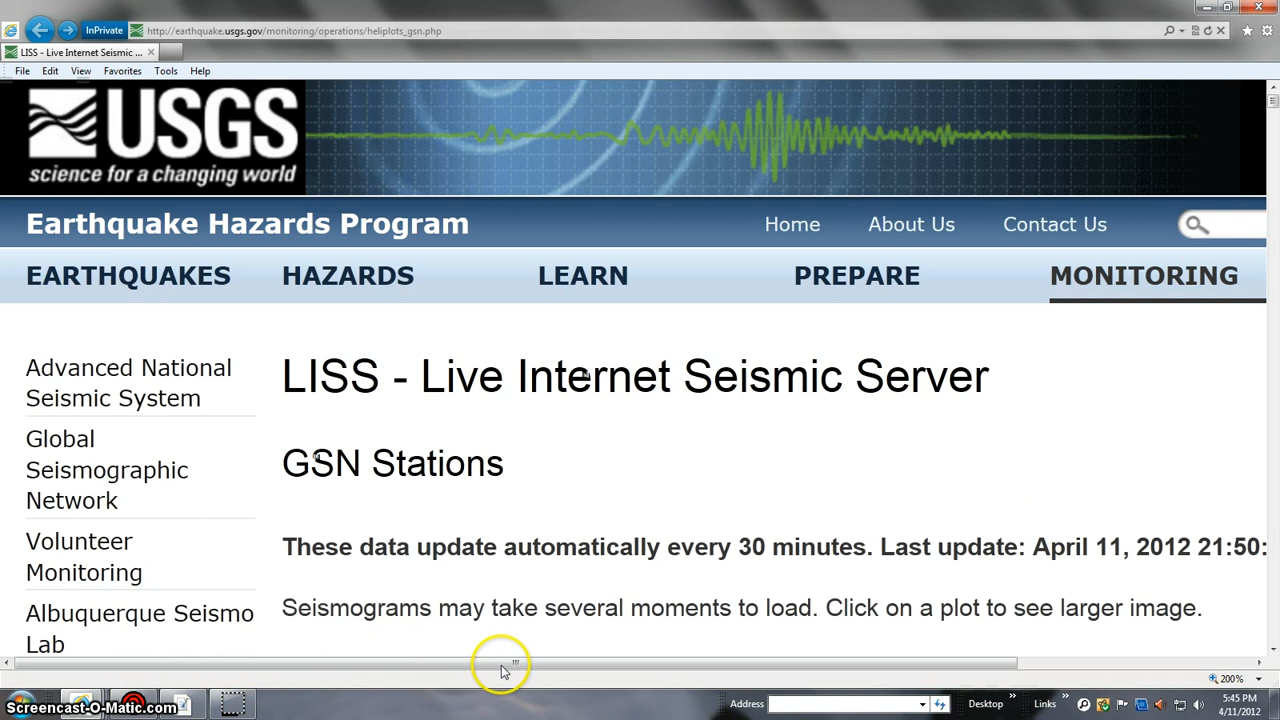 InPrivate
http://earthquake.usgs.gov/monitoring/operations/heliplots_gsn.php
LISS - Live Internet Seismic ...
File Edit View Favorites Tools Help
USGS
science for a changing world
Earthquake Hazards Program Home About Us Contact Us
EARTHQUAKES HAZARDS LEARN PREPARE MONITORING
Advanced National
Seismic System
Global
Seismographic
Network
Volunteer
Monitoring
Albuquerque Seismo
Lab
LISS - Live Internet Seismic Server
GSN Stations
These data update automatically every 30 minutes. Last update: April 11, 2012 21:50:
Seismograms may take several moments to load. Click on a plot to see larger image.
200%
Screencast-O-Matic.com
Address Desktop Links
5:45 PM
4/11/2012